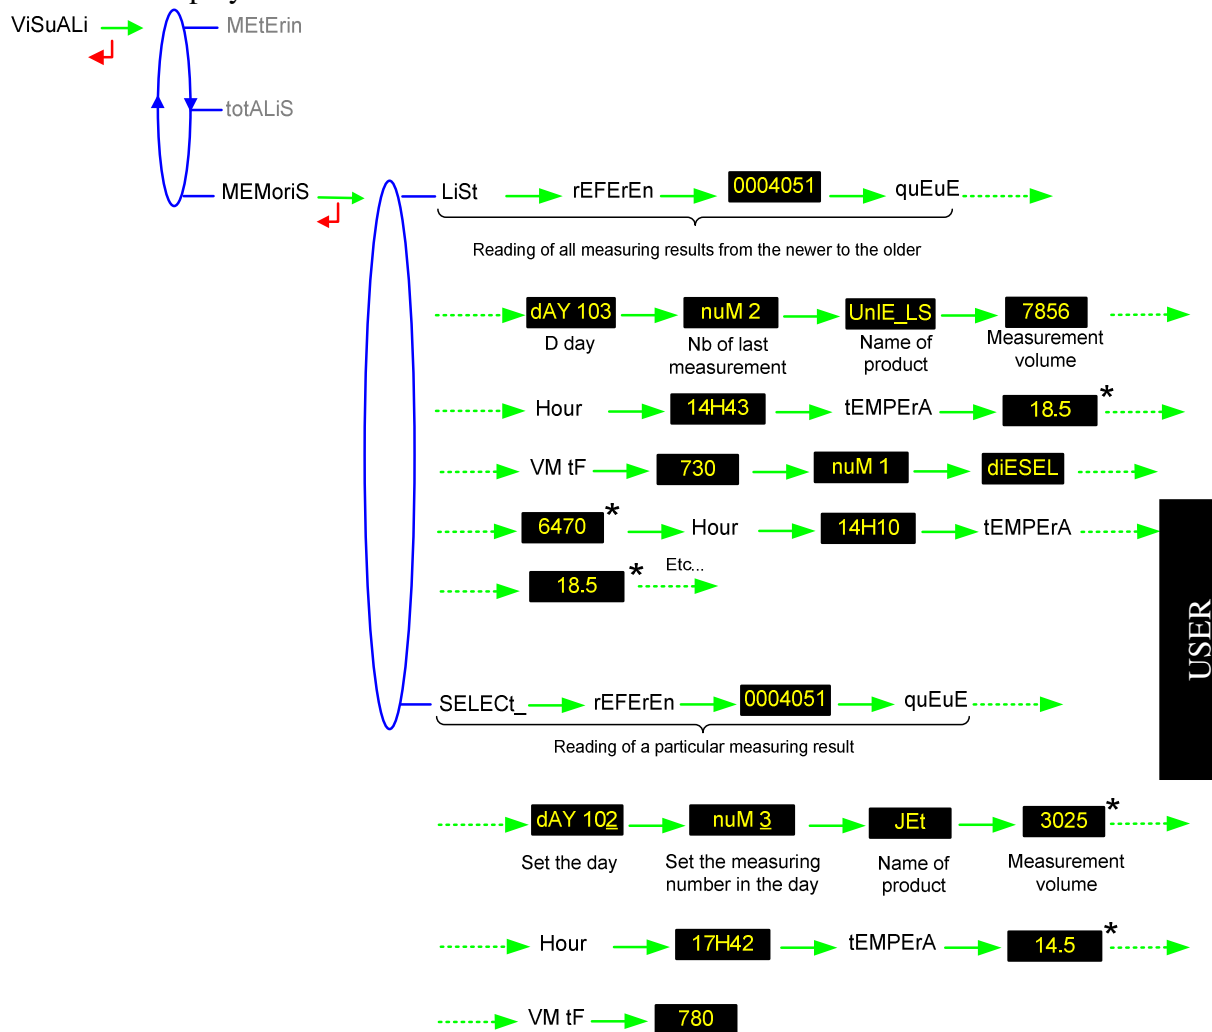 ViSuALi
MEtErin
totALiS
MEMoriS
LiSt rEFErEn 0004051 quEuE
Reading of all measuring results from the newer to the older
dAY 103 nuM 2 UnlE_LS 7856
D day Nb of last measurement Name of product Measurement volume
Hour 14H43 tEMPErA 18.5 *
VM tF 730 nuM 1 diESEL
6470 * Hour 14H10 tEMPErA
18.5 * Etc...
USER
SELECt_ rEFErEn 0004051 quEuE
Reading of a particular measuring result
dAY 102 nuM 3 JEt 3025 *
Set the day Set the measuring number in the day Name of product Measurement volume
Hour 17H42 tEMPErA 14.5 *
VM tF 780